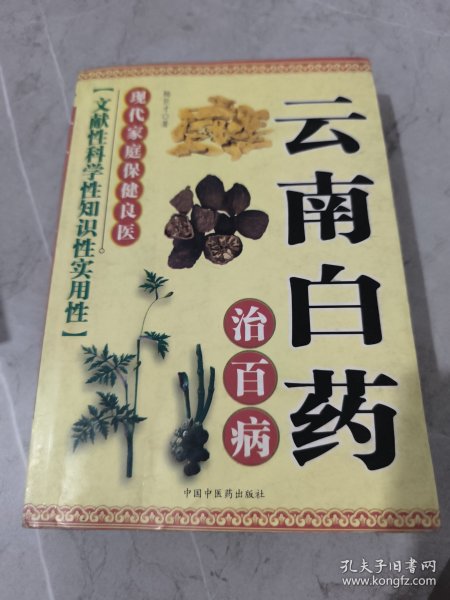 云南白药
治百病
现代家庭保健良医
【文献性科学性知识性实用性】
中国中医药出版社
孔夫子旧书网
www.kongfz.com